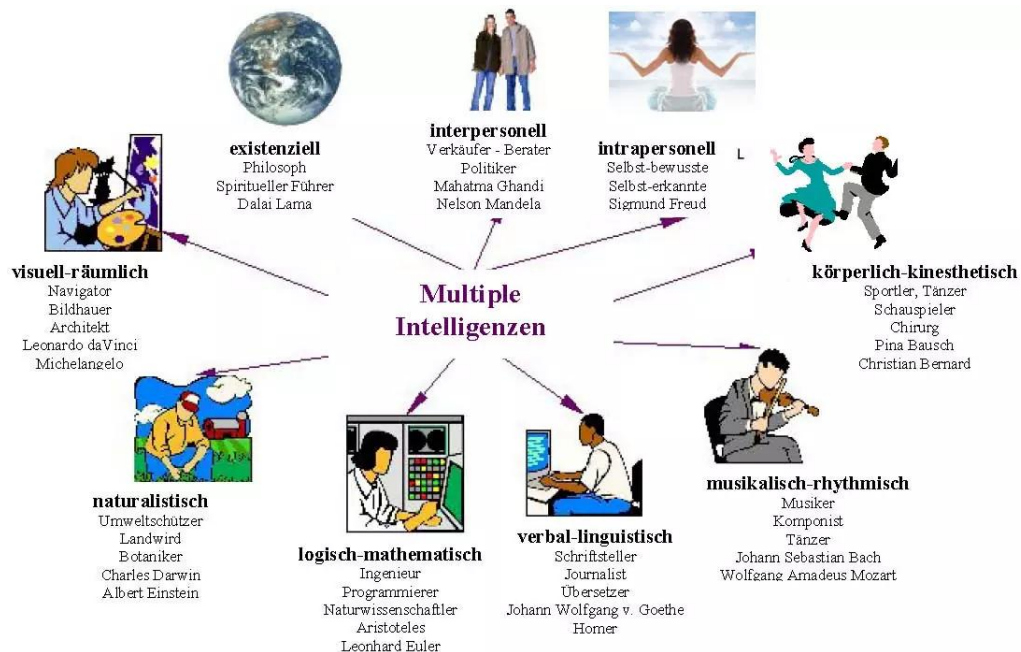 existenziell
Philosoph
Spiritueller Führer
Dalai Lama
interpersonell
Verkäufer - Berater
Politiker
Mahatma Ghandi
Nelson Mandela
intrapersonell
Selbst-bewusste
Selbst-erkannte
Sigmund Freud
L
visuell-räumlich
Navigator
Bildhauer
Architekt
Leonardo daVinci
Michelangelo
Multiple
Intelligenzen
körperlich-kinesthetisch
Sportler, Tänzer
Schauspieler
Chirurg
Pina Bausch
Christian Bernard
naturalistisch
Umweltschützer
Landwird
Botaniker
Charles Darwin
Albert Einstein
logisch-mathematisch
Ingenieur
Programmierer
Naturwissenschaftler
Aristoteles
Leonhard Euler
verbal-linguistisch
Schriftsteller
Journalist
Übersetzer
Johann Wolfgang v. Goethe
Homer
musikalisch-rhythmisch
Musiker
Komponist
Tänzer
Johann Sebastian Bach
Wolfgang Amadeus Mozart